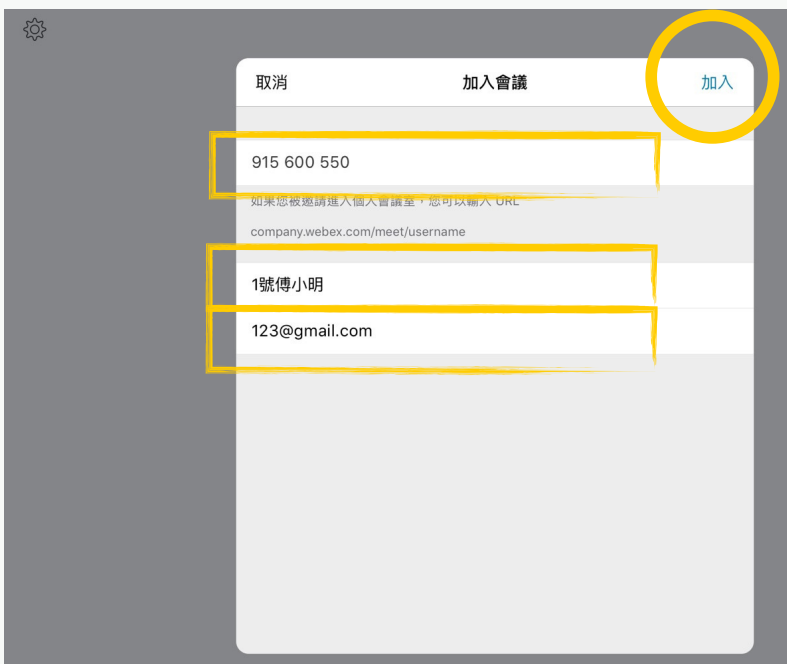 取消 加入會議 加入
915 600 550
如果您被邀請進入個人會議室，您可以輸入 URL
company.webex.com/meet/username
1號傅小明
123@gmail.com